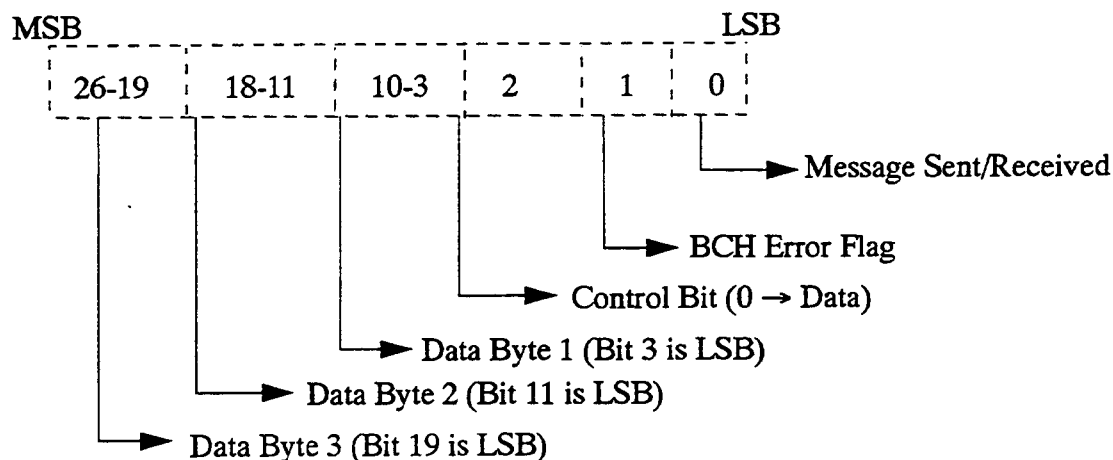 MSB LSB
26-19 18-11 10-3 2 1 0
Message Sent/Received
BCH Error Flag
Control Bit (0 → Data)
Data Byte 1 (Bit 3 is LSB)
Data Byte 2 (Bit 11 is LSB)
Data Byte 3 (Bit 19 is LSB)